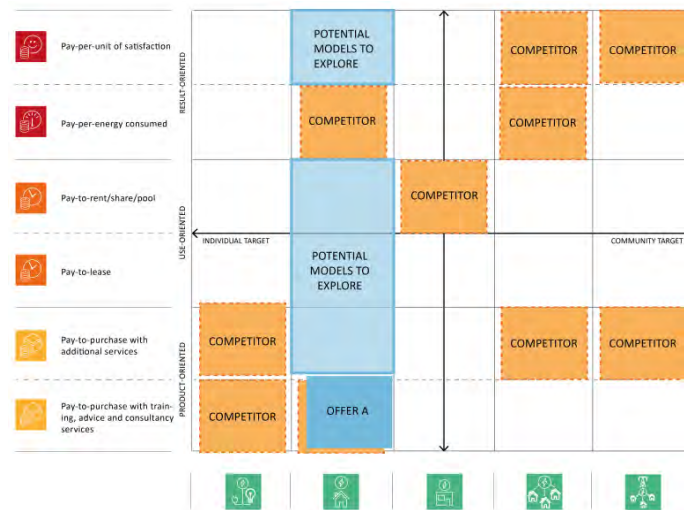 Pay-per-unit of satisfaction
Pay-per-energy consumed
Pay-to-rent/share/pool
Pay-to-lease
Pay-to-purchase with
additional services
Pay-to-purchase with train-
ing, advice and consultancy
services
RESULT-ORIENTED
USE-ORIENTED
PRODUCT-ORIENTED
POTENTIAL
MODELS TO
EXPLORE
COMPETITOR
COMPETITOR
COMPETITOR
COMPETITOR
COMPETITOR
INDIVIDUAL TARGET
COMMUNITY TARGET
POTENTIAL
MODELS TO
EXPLORE
COMPETITOR
COMPETITOR
COMPETITOR
COMPETITOR
OFFER A